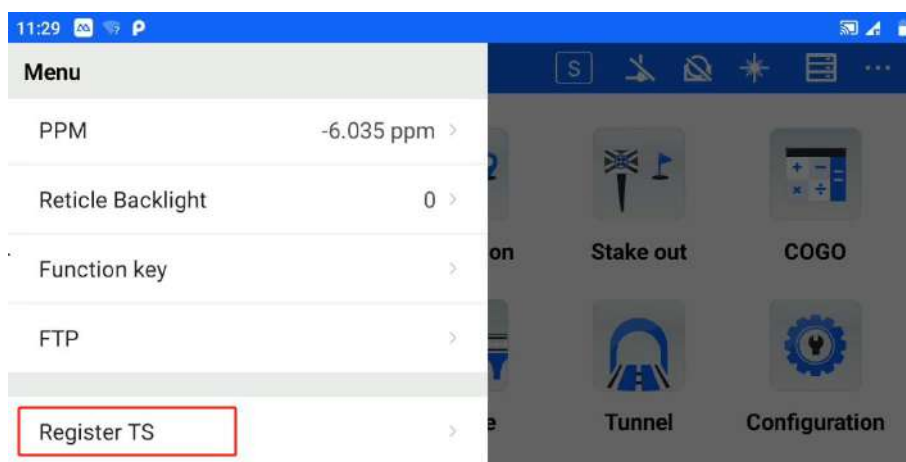 11:29
Menu
S
PPM -6.035 ppm
Reticle Backlight 0
Function key
on Stake out COGO
FTP
Register TS
e Tunnel Configuration